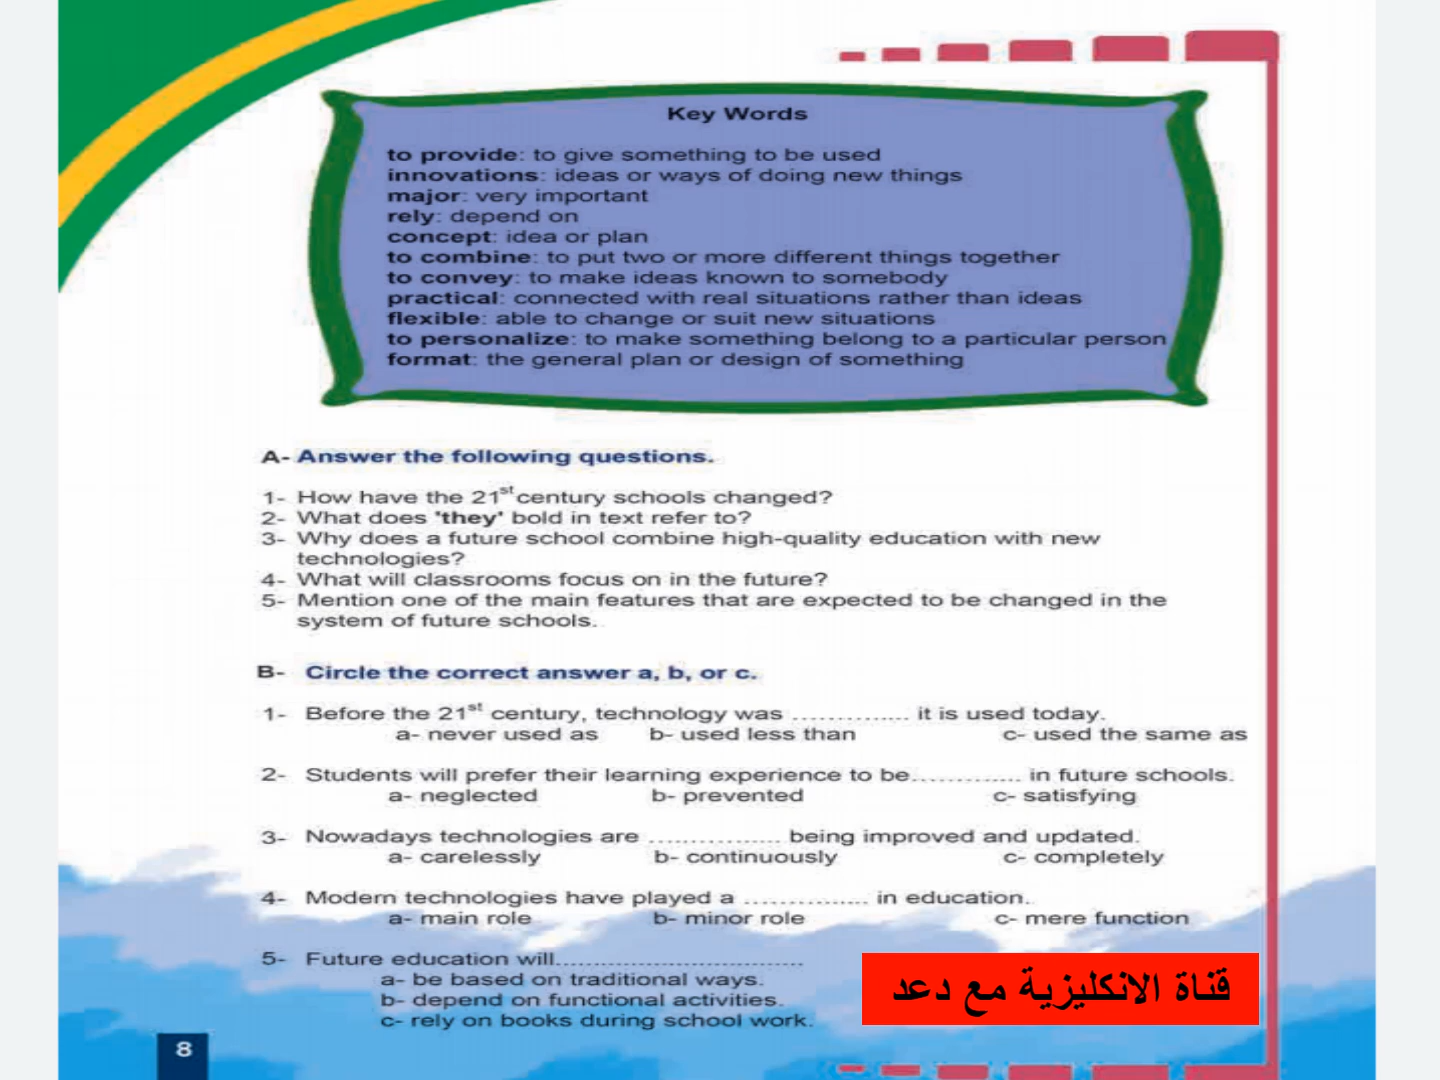 Key Words
to provide: to give something to be used
innovations: ideas or ways of doing new things
major: very important
rely: depend on
concept: idea or plan
to combine: to put two or more different things together
to convey: to make ideas known to somebody
practical: connected with real situations rather than ideas
flexible: able to change or suit new situations
to personalize: to make something belong to a particular person
format: the general plan or design of something
A- Answer the following questions.
1- How have the 21st century schools changed?
2- What does 'they' bold in text refer to?
3- Why does a future school combine high-quality education with new
technologies?
4- What will classrooms focus on in the future?
5- Mention one of the main features that are expected to be changed in the
system of future schools.
B- Circle the correct answer a, b, or c.
1- Before the 21st century, technology was ............. it is used today.
a- never used as b- used less than c- used the same as
2- Students will prefer their learning experience to be............. in future schools.
a- neglected b- prevented c- satisfying
3- Nowadays technologies are ............... being improved and updated.
a- carelessly b- continuously c- completely
4- Modern technologies have played a ............... in education.
a- main role b- minor role c- mere function
5- Future education will...............................
a- be based on traditional ways.
b- depend on functional activities.
c- rely on books during school work.
قناة الانكليزية مع دعد
8